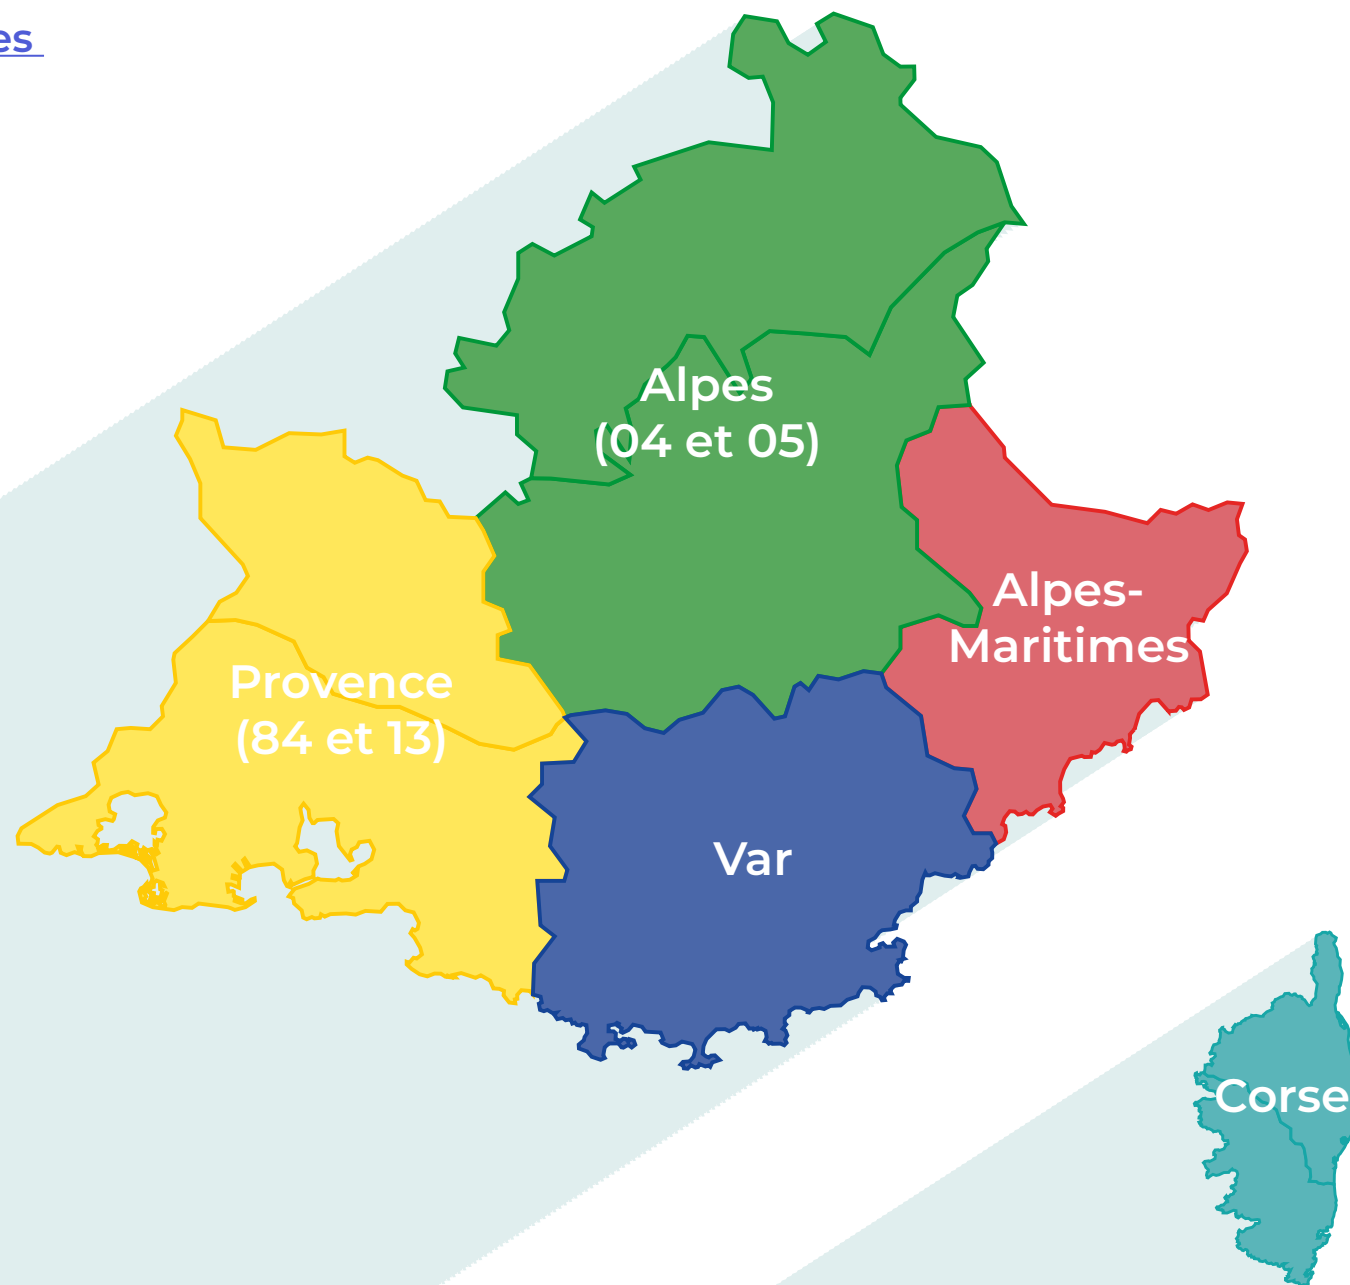 es
Alpes
(04 et 05)
Alpes-
Maritimes
Provence
(84 et 13)
Var
Corse